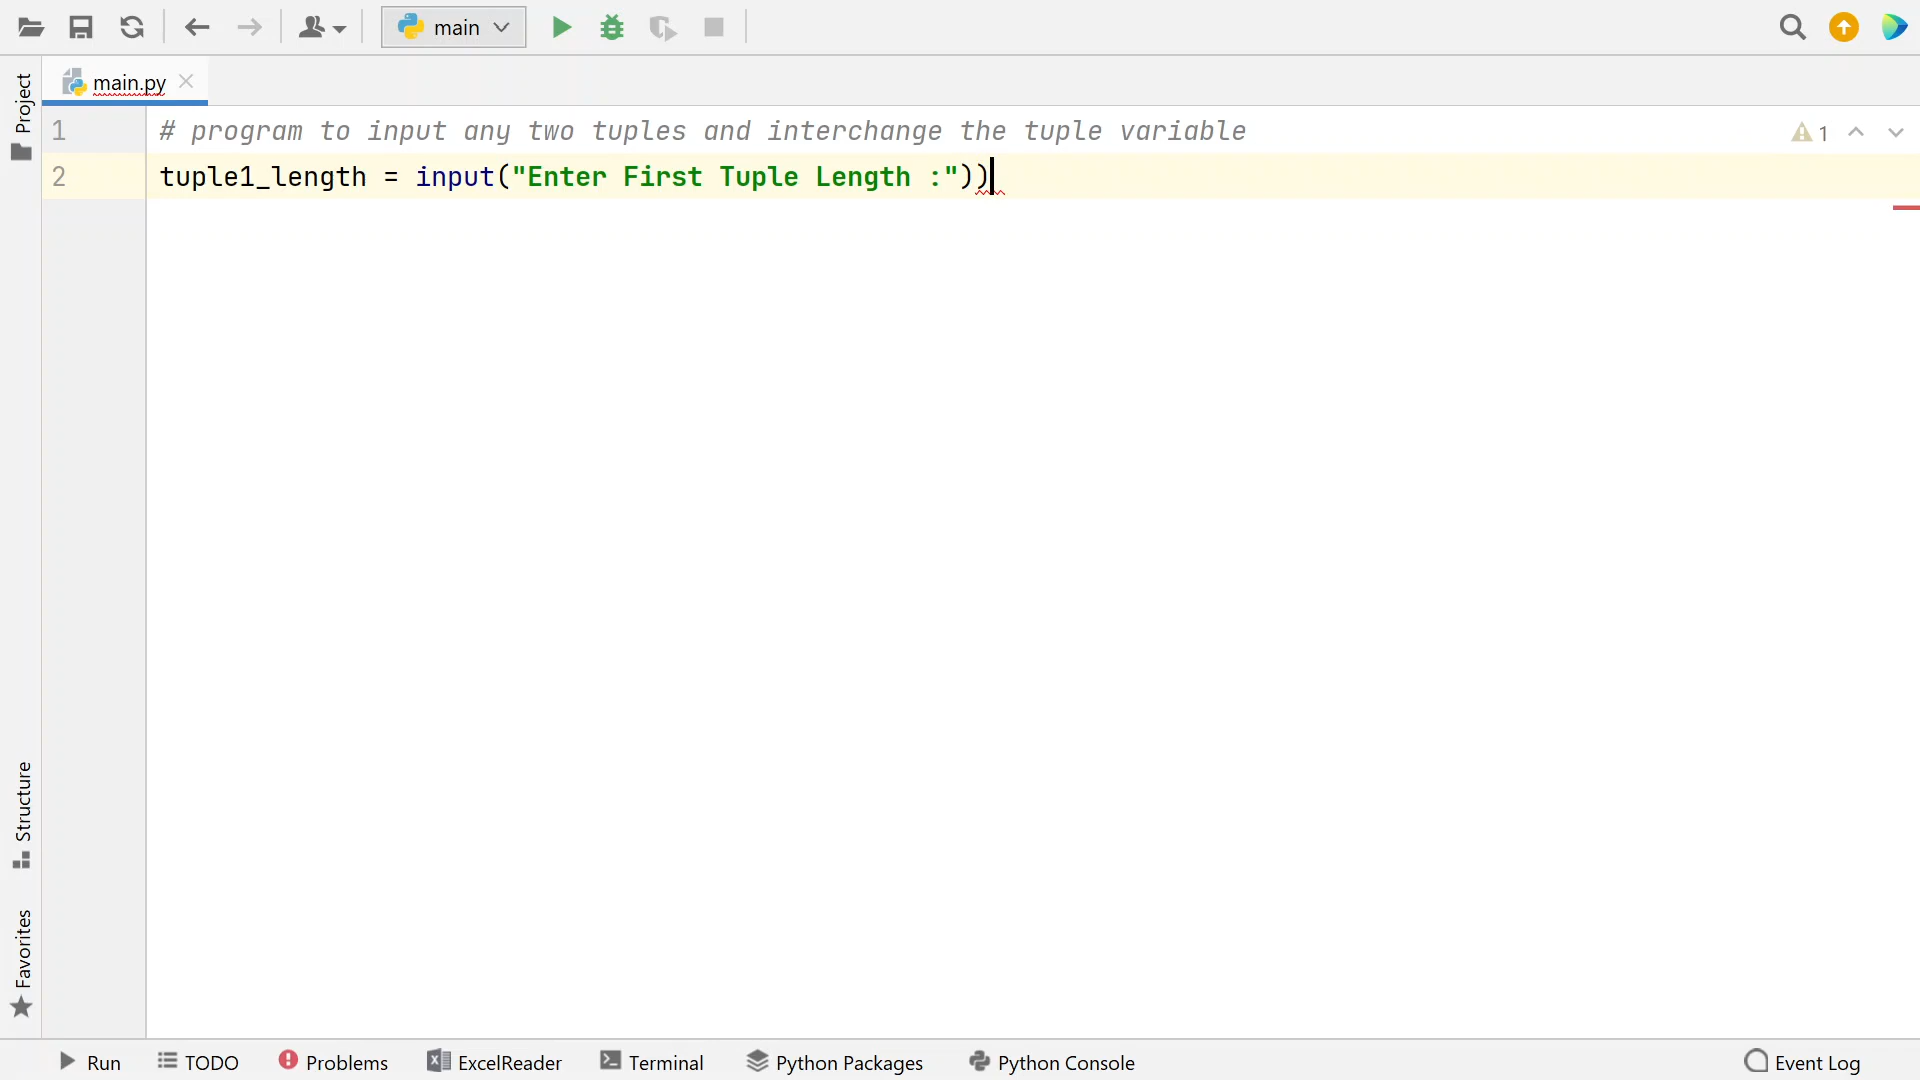 main
main.py
Project
1 # program to input any two tuples and interchange the tuple variable
1
2 tuple1_length = input("Enter First Tuple Length :"))
Structure
Favorites
Run TODO Problems ExcelReader Terminal Python Packages Python Console Event Log